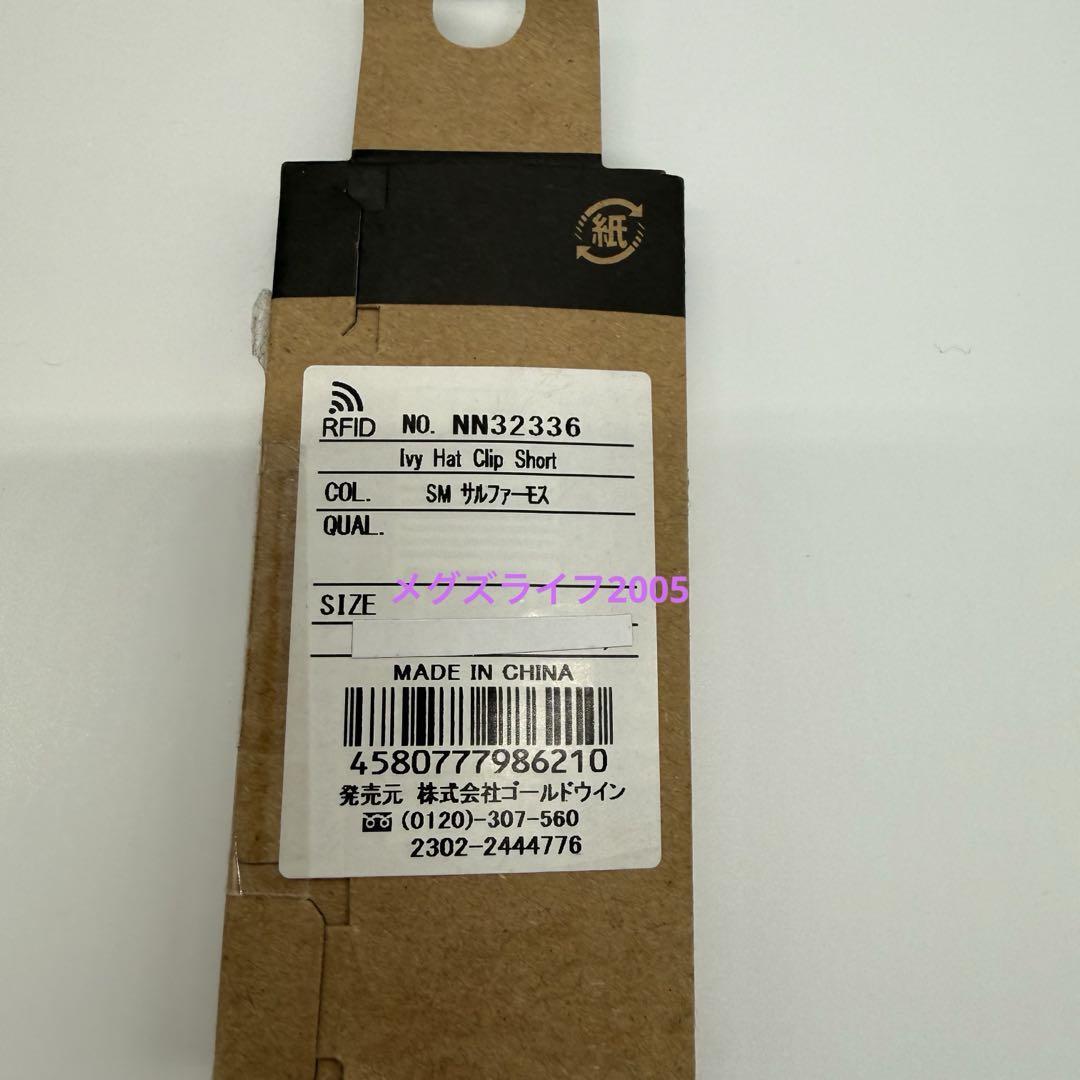 紙
RFID NO. NN32336
Ivy Hat Clip Short
COL. SM サルファーモス
QUAL.
メグズライフ2005
SIZE
MADE IN CHINA
4580777986210
発売元 株式会社ゴールドウイン
(0120)-307-560
2302-2444776